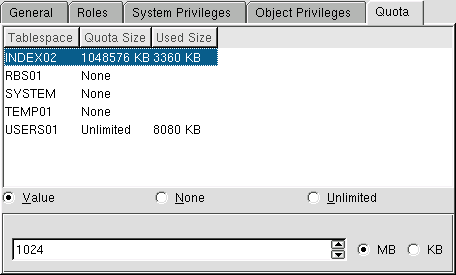 General Roles System Privileges Object Privileges Quota
Tablespace Quota Size Used Size
INDEX02 1048576 KB 3360 KB
RBS01 None
SYSTEM None
TEMP01 None
USERS01 Unlimited 8080 KB
Value None Unlimited
1024 MB KB